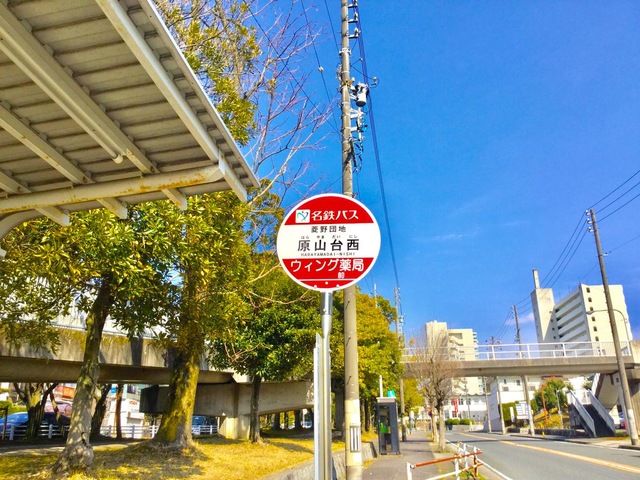 名鉄バス
菱野団地
はら やま だい にし
原山台西
HARAYAMADAI-NISHI
ウィング薬局
前